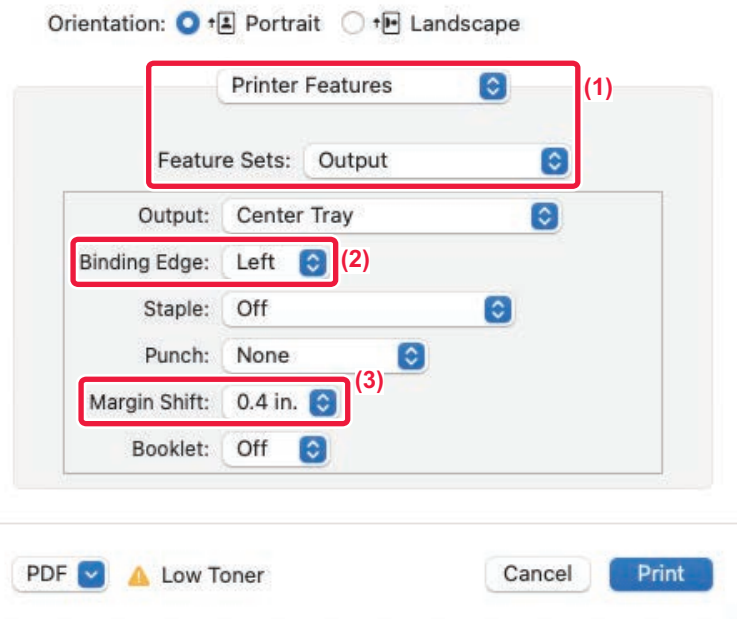 Orientation: Portrait Landscape
Printer Features (1)
Feature Sets: Output
Output: Center Tray
Binding Edge: Left (2)
Staple: Off
Punch: None
(3)
Margin Shift: 0.4 in.
Booklet: Off
PDF Low Toner Cancel Print